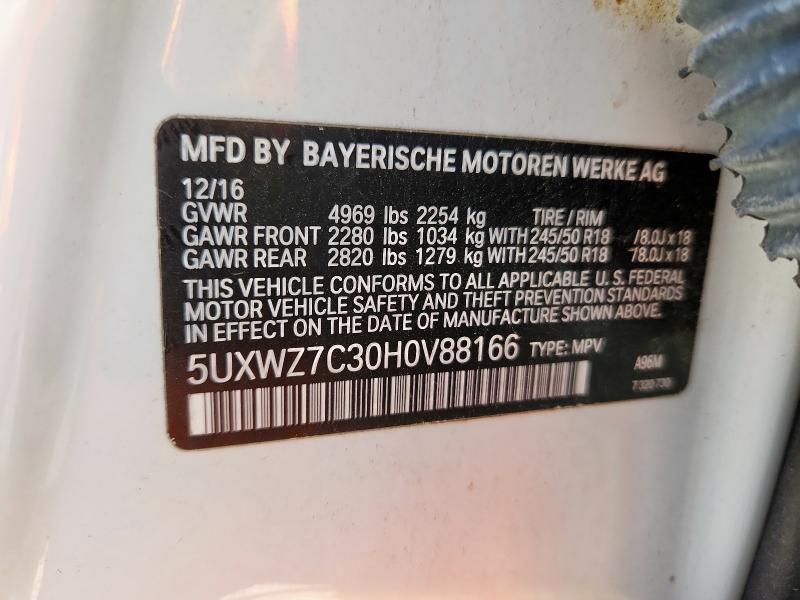 MFD BY BAYERISCHE MOTOREN WERKE AG
12/16
GVWR 4969 lbs 2254 kg TIRE / RIM
GAWR FRONT 2280 lbs 1034 kg WITH 245/50 R18 /8.0J x 18
GAWR REAR 2820 lbs 1279 kg WITH 245/50 R18 /8.0J x 18
THIS VEHICLE CONFORMS TO ALL APPLICABLE U.S. FEDERAL
MOTOR VEHICLE SAFETY AND THEFT PREVENTION STANDARDS
IN EFFECT ON THE DATE OF MANUFACTURE SHOWN ABOVE.
5UXWZ7C30H0V88166 TYPE: MPV A96M
7 320 730